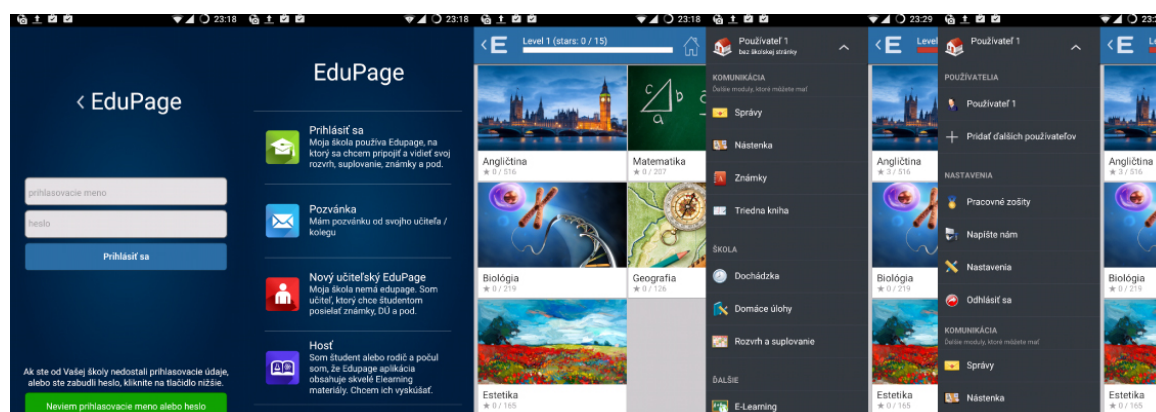 23:18
< EduPage
prihlasovacie meno
heslo
Prihlásiť sa
Ak ste od Vašej školy nedostali prihlasovacie údaje,
alebo ste zabudli heslo, kliknite na tlačidlo nižšie.
Neviem prihlasovacie meno alebo heslo
23:18
EduPage
Prihlásiť sa
Moja škola používa Edupage, na
ktorý sa chcem pripojiť a vidieť svoj
rozvrh, suplovanie, známky a pod.
Pozvánka
Mám pozvánku od svojho učiteľa /
kolegu
Nový učiteľský EduPage
Moja škola nemá edupage. Som
učiteľ, ktorý chce študentom
posielať známky, DÚ a pod.
Hosť
Som študent alebo rodič a počul
som, že Edupage aplikácia
obsahuje skvelé Elearning
materiály. Chcem ich vyskúšať.
23:18
< E Level 1 (stars: 0 / 15)
Angličtina
★ 0 / 516
Matematika
★ 0 / 207
Biológia
★ 0 / 219
Geografia
★ 0 / 126
Estetika
★ 0 / 165
23:29
Používateľ 1
bez školskej stránky
KOMUNIKÁCIA
Ďalšie moduly, ktoré môžete mať
Správy
Nástenka
Známky
Triedna kniha
ŠKOLA
Dochádzka
Domáce úlohy
Rozvrh a suplovanie
ĎALŠIE
E-Learning
< E Level
Angličtina
★ 3 / 516
Biológia
★ 0 / 219
Estetika
★ 0 / 165
Používateľ 1
POUŽÍVATELIA
Používateľ 1
Pridať ďalších používateľov
NASTAVENIA
Pracovné zošity
Napíšte nám
Nastavenia
Odhlásiť sa
KOMUNIKÁCIA
Ďalšie moduly, ktoré môžete mať
Správy
Nástenka
< E
Angličtina
★ 3 / 516
Biológia
★ 0 / 219
Estetika
★ 0 / 165